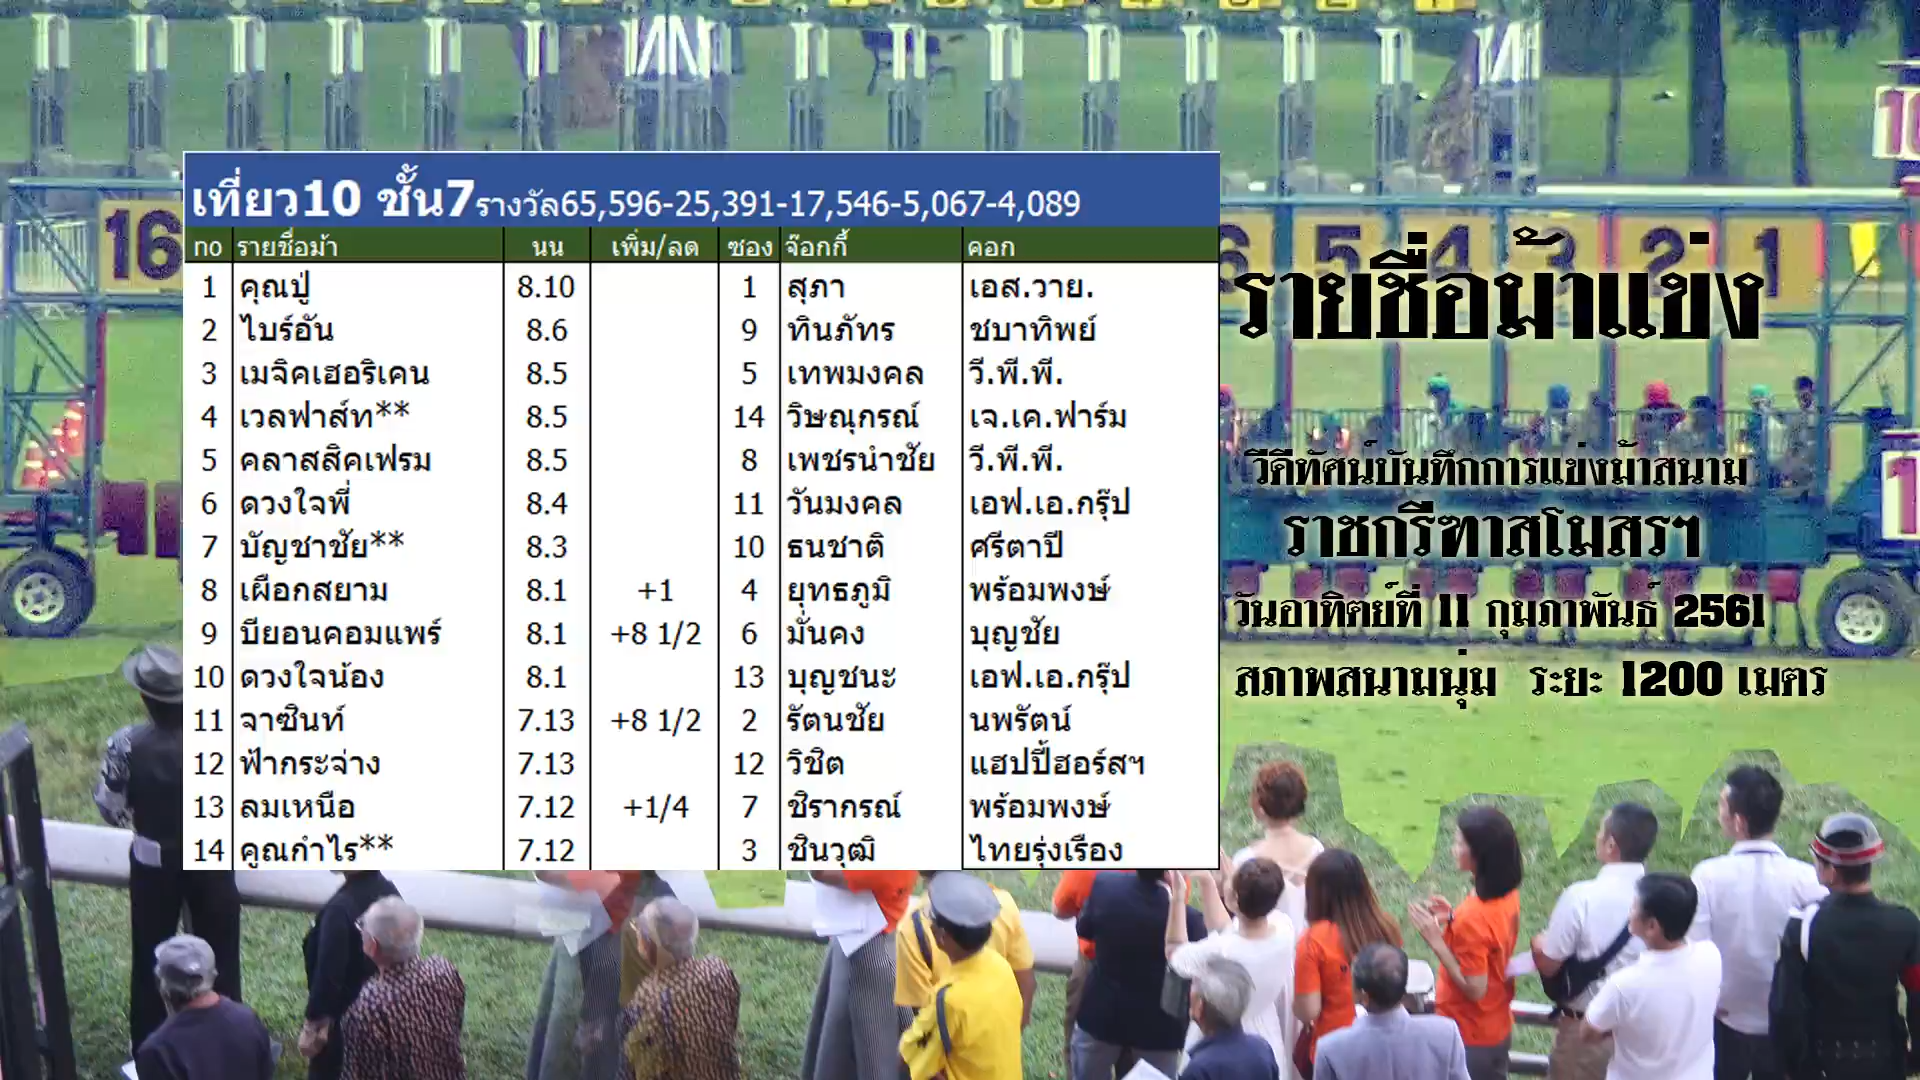 เที่ยว10 ชั้น7รางวัล65,596-25,391-17,546-5,067-4,089
no รายชื่อม้า นน เพิ่ม/ลด ซอง จ๊อกกี้ คอก
1 คุณปู่ 8.10 1 สุภา เอส.วาย.
2 ไบร์อัน 8.6 9 ทินภัทร ชบาทิพย์
3 เมจิคเฮอริเคน 8.5 5 เทพมงคล วี.พี.พี.
4 เวลฟาส์ท** 8.5 14 วิษณุกรณ์ เจ.เค.ฟาร์ม
5 คลาสสิคเฟรม 8.5 8 เพชรนำชัย วี.พี.พี.
6 ดวงใจพี่ 8.4 11 วันมงคล เอฟ.เอ.กรุ๊ป
7 บัญชาชัย** 8.3 10 ธนชาติ ศรีตาปี
8 เผือกสยาม 8.1 +1 4 ยุทธภูมิ พร้อมพงษ์
9 บียอนคอมแพร์ 8.1 +8 1/2 6 มั่นคง บุญชัย
10 ดวงใจน้อง 8.1 13 บุญชนะ เอฟ.เอ.กรุ๊ป
11 จาซินท์ 7.13 +8 1/2 2 รัตนชัย นพรัตน์
12 ฟ้ากระจ่าง 7.13 12 วิชิต แฮปปี้ฮอร์สฯ
13 ลมเหนือ 7.12 +1/4 7 ชิรากรณ์ พร้อมพงษ์
14 คูณกำไร** 7.12 3 ชินวุฒิ ไทยรุ่งเรือง
รายชื่อม้าแข่ง
วีดีทัศน์บันทึกการแข่งม้าสนาม
ราชกรีฑาสโมสรฯ
วันอาทิตย์ที่ 11 กุมภาพันธ์ 2561
สภาพสนามนุ่ม ระยะ 1200 เมตร
16
5 4 3 2 1